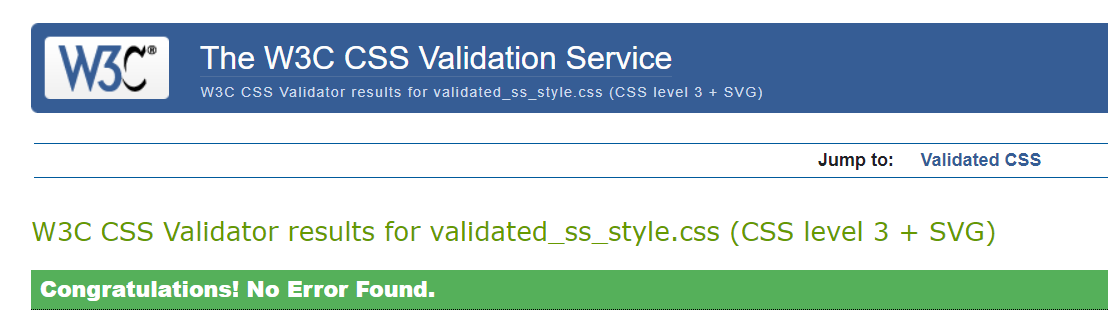 W3C®
The W3C CSS Validation Service
W3C CSS Validator results for validated_ss_style.css (CSS level 3 + SVG)
Jump to: Validated CSS
W3C CSS Validator results for validated_ss_style.css (CSS level 3 + SVG)
Congratulations! No Error Found.